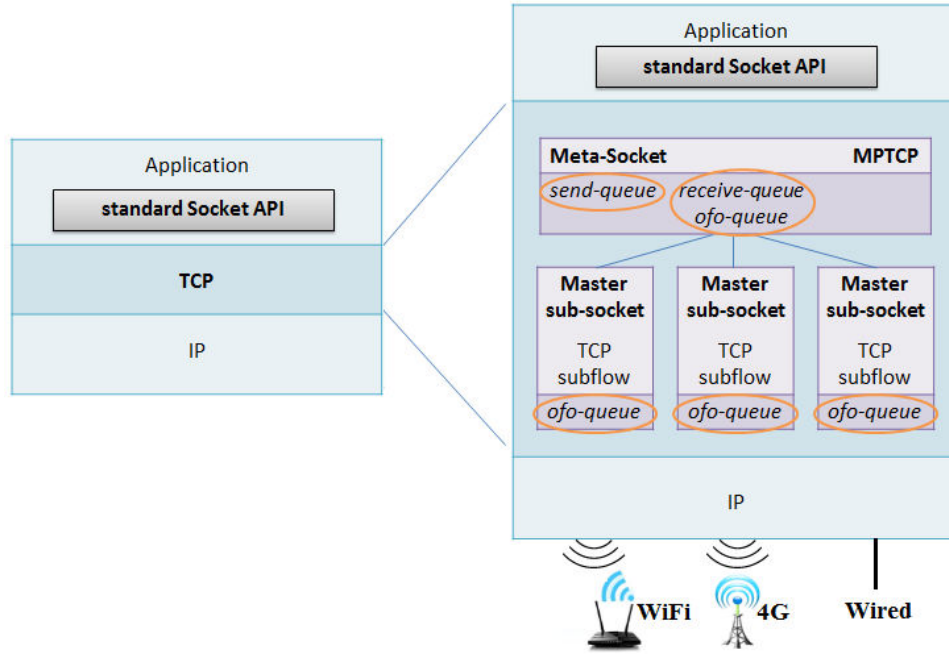 Application
standard Socket API
TCP
IP
Application
standard Socket API
Meta-Socket MPTCP
send-queue receive-queue
ofo-queue
Master
sub-socket
TCP
subflow
ofo-queue
Master
sub-socket
TCP
subflow
ofo-queue
Master
sub-socket
TCP
subflow
ofo-queue
IP
WiFi
4G
Wired